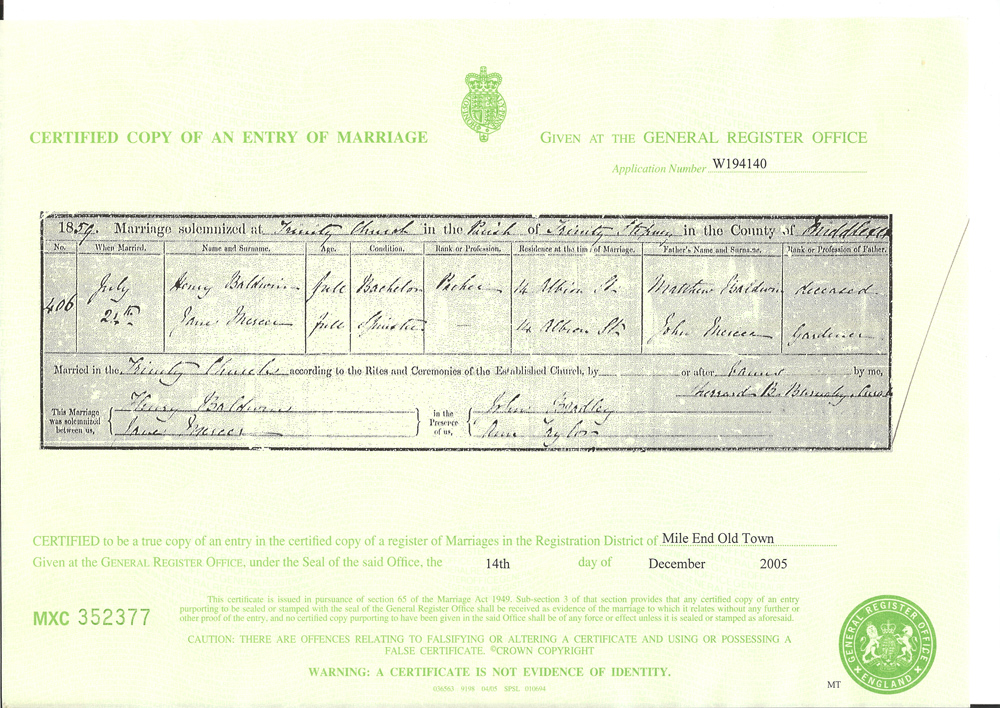 CERTIFIED COPY OF AN ENTRY OF MARRIAGE
GIVEN AT THE GENERAL REGISTER OFFICE
Application Number W194140
1859. Marriage solemnized at Trinity Church in the Parish of Trinity Stepney in the County of Middlesex
No. When Married. Name and Surname. Age. Condition. Rank or Profession. Residence at the time of Marriage. Father's Name and Surname. Rank or Profession of Father.
406 July Henry Baldwin full Bachelor Packer 14 Albion St Matthew Baldwin deceased
24th Jane Mercer full Spinster — 14 Albion St John Mercer Gardener
Married in the Trinity Church according to the Rites and Ceremonies of the Established Church, by or after banns by me,
Sherrard B. Burnaby
This Marriage was solemnized between us, Henry Baldwin in the Presence of us, John Bradley
Jane Mercer Ann Taylor
CERTIFIED to be a true copy of an entry in the certified copy of a register of Marriages in the Registration District of Mile End Old Town
Given at the GENERAL REGISTER OFFICE, under the Seal of the said Office, the 14th day of December 2005
MXC 352377
This certificate is issued in pursuance of section 65 of the Marriage Act 1949. Sub-section 3 of that section provides that any certified copy of an entry
purporting to be sealed or stamped with the seal of the General Register Office shall be received as evidence of the marriage to which it relates without any further or
other proof of the entry, and no certified copy purporting to have been given in the said Office shall be of any force or effect unless it is sealed or stamped as aforesaid.
CAUTION: THERE ARE OFFENCES RELATING TO FALSIFYING OR ALTERING A CERTIFICATE AND USING OR POSSESSING A
FALSE CERTIFICATE. ©CROWN COPYRIGHT
WARNING: A CERTIFICATE IS NOT EVIDENCE OF IDENTITY.
036563 9198 04/05 SPSL 010694
MT
GENERAL REGISTER OFFICE
ENGLAND